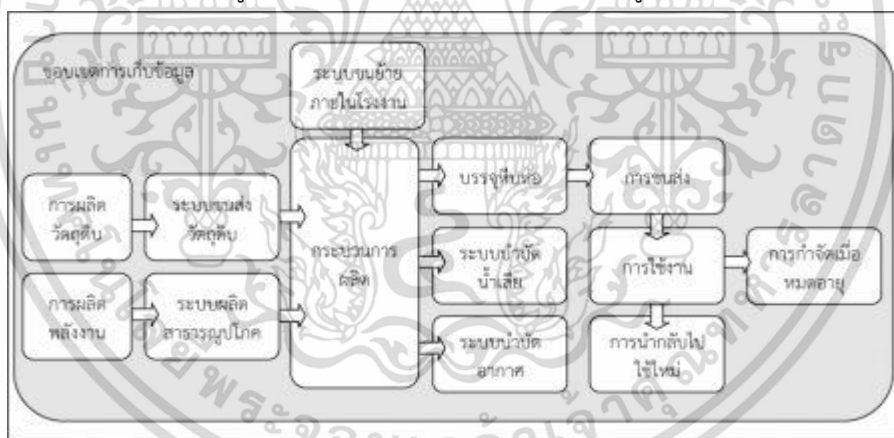 ขอบเขตการเก็บข้อมูล
ระบบขนย้าย
ภายในโรงงาน
การผลิต
วัตถุดิบ
ระบบขนส่ง
วัตถุดิบ
กระบวนการ
ผลิต
บรรจุหีบห่อ
การขนส่ง
การผลิต
พลังงาน
ระบบผลิต
สาธารณูปโภค
ระบบบำบัด
น้ำเสีย
การใช้งาน
การกำจัดเมื่อ
หมดอายุ
ระบบบำบัด
อากาศ
การนำกลับไป
ใช้ใหม่